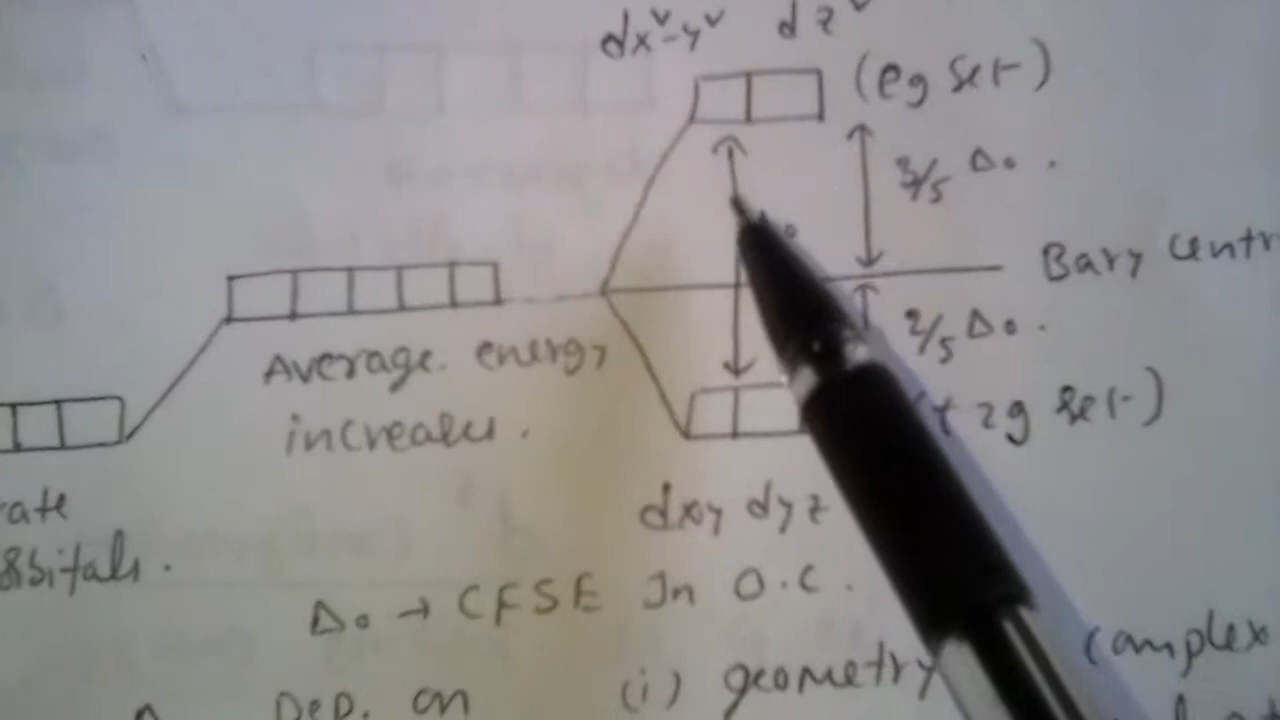 dx²-y² dz²
(eg set)
3/5 Δo.
Bary Centr
2/5 Δo.
Average energy
increases.
(t2g set)
dxy dyz
rate
orbitals.
Δo → CFSE In O.C.
Dep. on (i) geometry complex